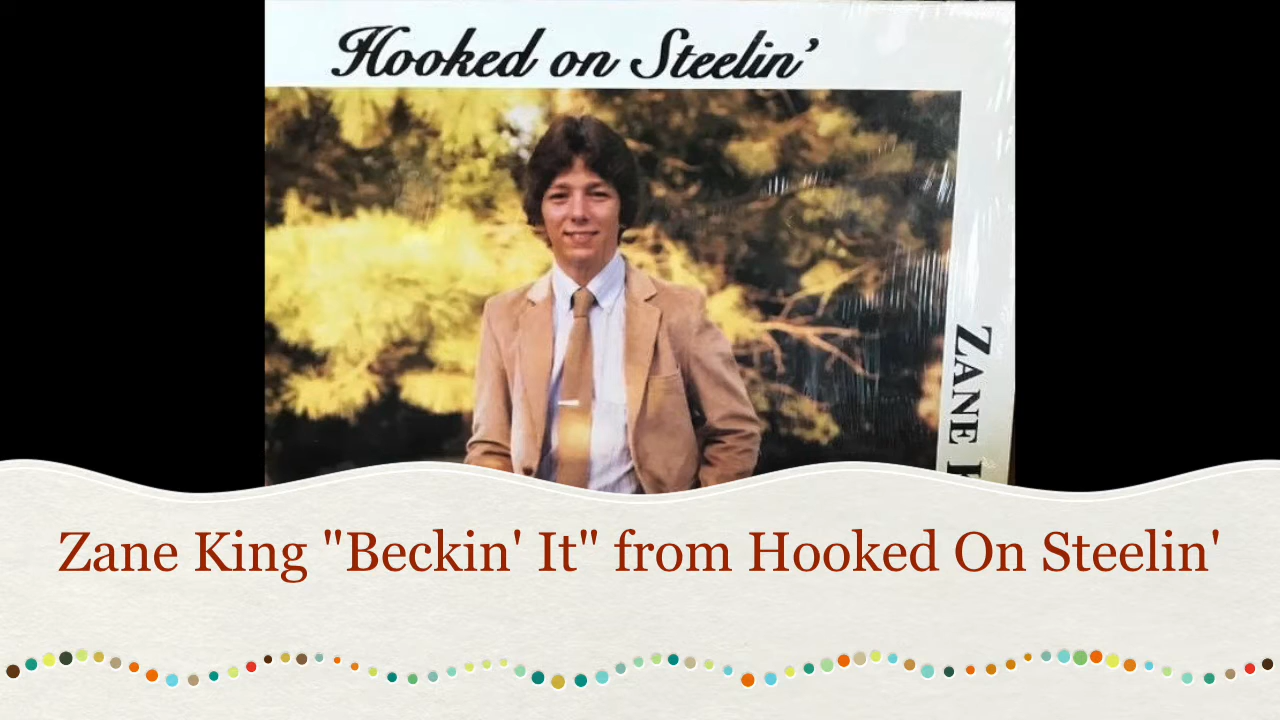 Hooked on Steelin'
ZANE
Zane King "Beckin' It" from Hooked On Steelin'